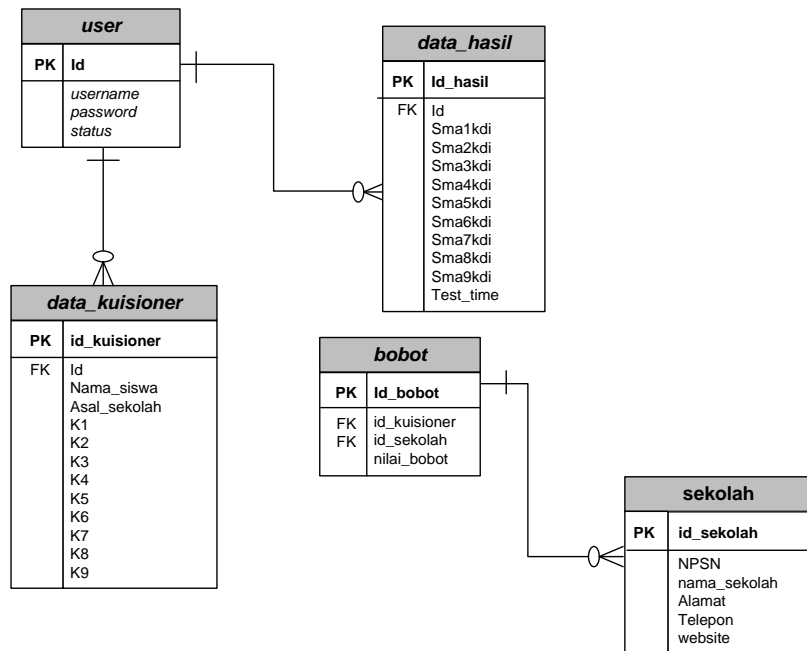 user
PK Id
username
password
status
data_hasil
PK Id_hasil
FK Id
Sma1kdi
Sma2kdi
Sma3kdi
Sma4kdi
Sma5kdi
Sma6kdi
Sma7kdi
Sma8kdi
Sma9kdi
Test_time
data_kuisioner
PK id_kuisioner
FK Id
Nama_siswa
Asal_sekolah
K1
K2
K3
K4
K5
K6
K7
K8
K9
bobot
PK Id_bobot
FK id_kuisioner
FK id_sekolah
nilai_bobot
sekolah
PK id_sekolah
NPSN
nama_sekolah
Alamat
Telepon
website